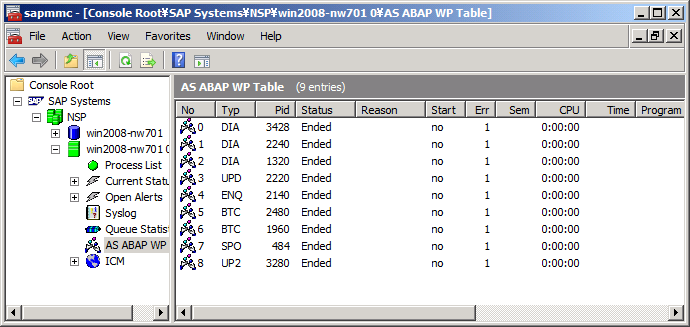 sapmmc - [Console Root¥SAP Systems¥NSP¥win2008-nw701 0¥AS ABAP WP Table]
File Action View Favorites Window Help
Console Root
SAP SAP Systems
NSP
win2008-nw701
win2008-nw701 0
Process List
Current Statu
Open Alerts
Syslog
Queue Statis
AS ABAP WP
ICM
AS ABAP WP Table (9 entries)
No Typ Pid Status Reason Start Err Sem CPU Time Program
0 DIA 3428 Ended no 1 0:00:00
1 DIA 2240 Ended no 1 0:00:00
2 DIA 1320 Ended no 1 0:00:00
3 UPD 2220 Ended no 1 0:00:00
4 ENQ 2140 Ended no 1 0:00:00
5 BTC 2480 Ended no 1 0:00:00
6 BTC 1960 Ended no 1 0:00:00
7 SPO 484 Ended no 1 0:00:00
8 UP2 3280 Ended no 1 0:00:00